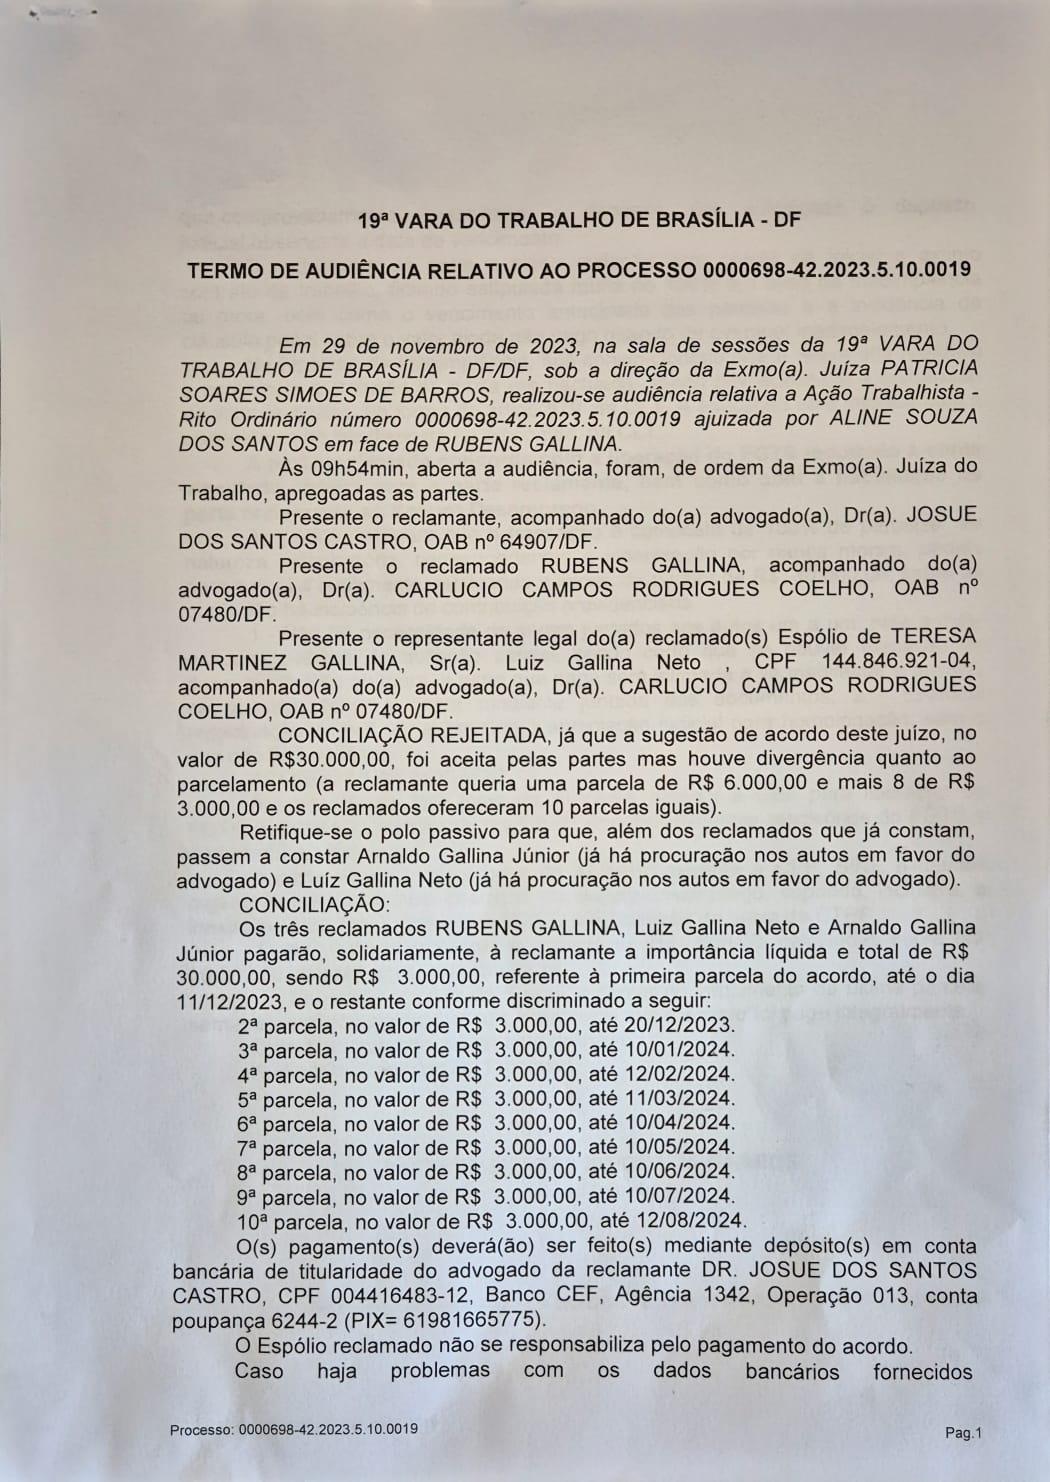 19ª VARA DO TRABALHO DE BRASÍLIA - DF
TERMO DE AUDIÊNCIA RELATIVO AO PROCESSO 0000698-42.2023.5.10.0019
Em 29 de novembro de 2023, na sala de sessões da 19ª VARA DO
TRABALHO DE BRASÍLIA - DF/DF, sob a direção da Exmo(a). Juíza PATRICIA
SOARES SIMOES DE BARROS, realizou-se audiência relativa a Ação Trabalhista -
Rito Ordinário número 0000698-42.2023.5.10.0019 ajuizada por ALINE SOUZA
DOS SANTOS em face de RUBENS GALLINA.
Às 09h54min, aberta a audiência, foram, de ordem da Exmo(a). Juíza do
Trabalho, apregoadas as partes.
Presente o reclamante, acompanhado do(a) advogado(a), Dr(a). JOSUE
DOS SANTOS CASTRO, OAB nº 64907/DF.
Presente o reclamado RUBENS GALLINA, acompanhado do(a)
advogado(a), Dr(a). CARLUCIO CAMPOS RODRIGUES COELHO, OAB nº
07480/DF.
Presente o representante legal do(a) reclamado(s) Espólio de TERESA
MARTINEZ GALLINA, Sr(a). Luiz Gallina Neto , CPF 144.846.921-04,
acompanhado(a) do(a) advogado(a), Dr(a). CARLUCIO CAMPOS RODRIGUES
COELHO, OAB nº 07480/DF.
CONCILIAÇÃO REJEITADA, já que a sugestão de acordo deste juízo, no
valor de R$30.000,00, foi aceita pelas partes mas houve divergência quanto ao
parcelamento (a reclamante queria uma parcela de R$ 6.000,00 e mais 8 de R$
3.000,00 e os reclamados ofereceram 10 parcelas iguais).
Retifique-se o polo passivo para que, além dos reclamados que já constam,
passem a constar Arnaldo Gallina Júnior (já há procuração nos autos em favor do
advogado) e Luíz Gallina Neto (já há procuração nos autos em favor do advogado).
CONCILIAÇÃO:
Os três reclamados RUBENS GALLINA, Luiz Gallina Neto e Arnaldo Gallina
Júnior pagarão, solidariamente, à reclamante a importância líquida e total de R$
30.000,00, sendo R$ 3.000,00, referente à primeira parcela do acordo, até o dia
11/12/2023, e o restante conforme discriminado a seguir:
2ª parcela, no valor de R$ 3.000,00, até 20/12/2023.
3ª parcela, no valor de R$ 3.000,00, até 10/01/2024.
4ª parcela, no valor de R$ 3.000,00, até 12/02/2024.
5ª parcela, no valor de R$ 3.000,00, até 11/03/2024.
6ª parcela, no valor de R$ 3.000,00, até 10/04/2024.
7ª parcela, no valor de R$ 3.000,00, até 10/05/2024.
8ª parcela, no valor de R$ 3.000,00, até 10/06/2024.
9ª parcela, no valor de R$ 3.000,00, até 10/07/2024.
10ª parcela, no valor de R$ 3.000,00, até 12/08/2024.
O(s) pagamento(s) deverá(ão) ser feito(s) mediante depósito(s) em conta
bancária de titularidade do advogado da reclamante DR. JOSUE DOS SANTOS
CASTRO, CPF 004416483-12, Banco CEF, Agência 1342, Operação 013, conta
poupança 6244-2 (PIX= 61981665775).
O Espólio reclamado não se responsabiliza pelo pagamento do acordo.
Caso haja problemas com os dados bancários fornecidos
Processo: 0000698-42.2023.5.10.0019
Pag.1